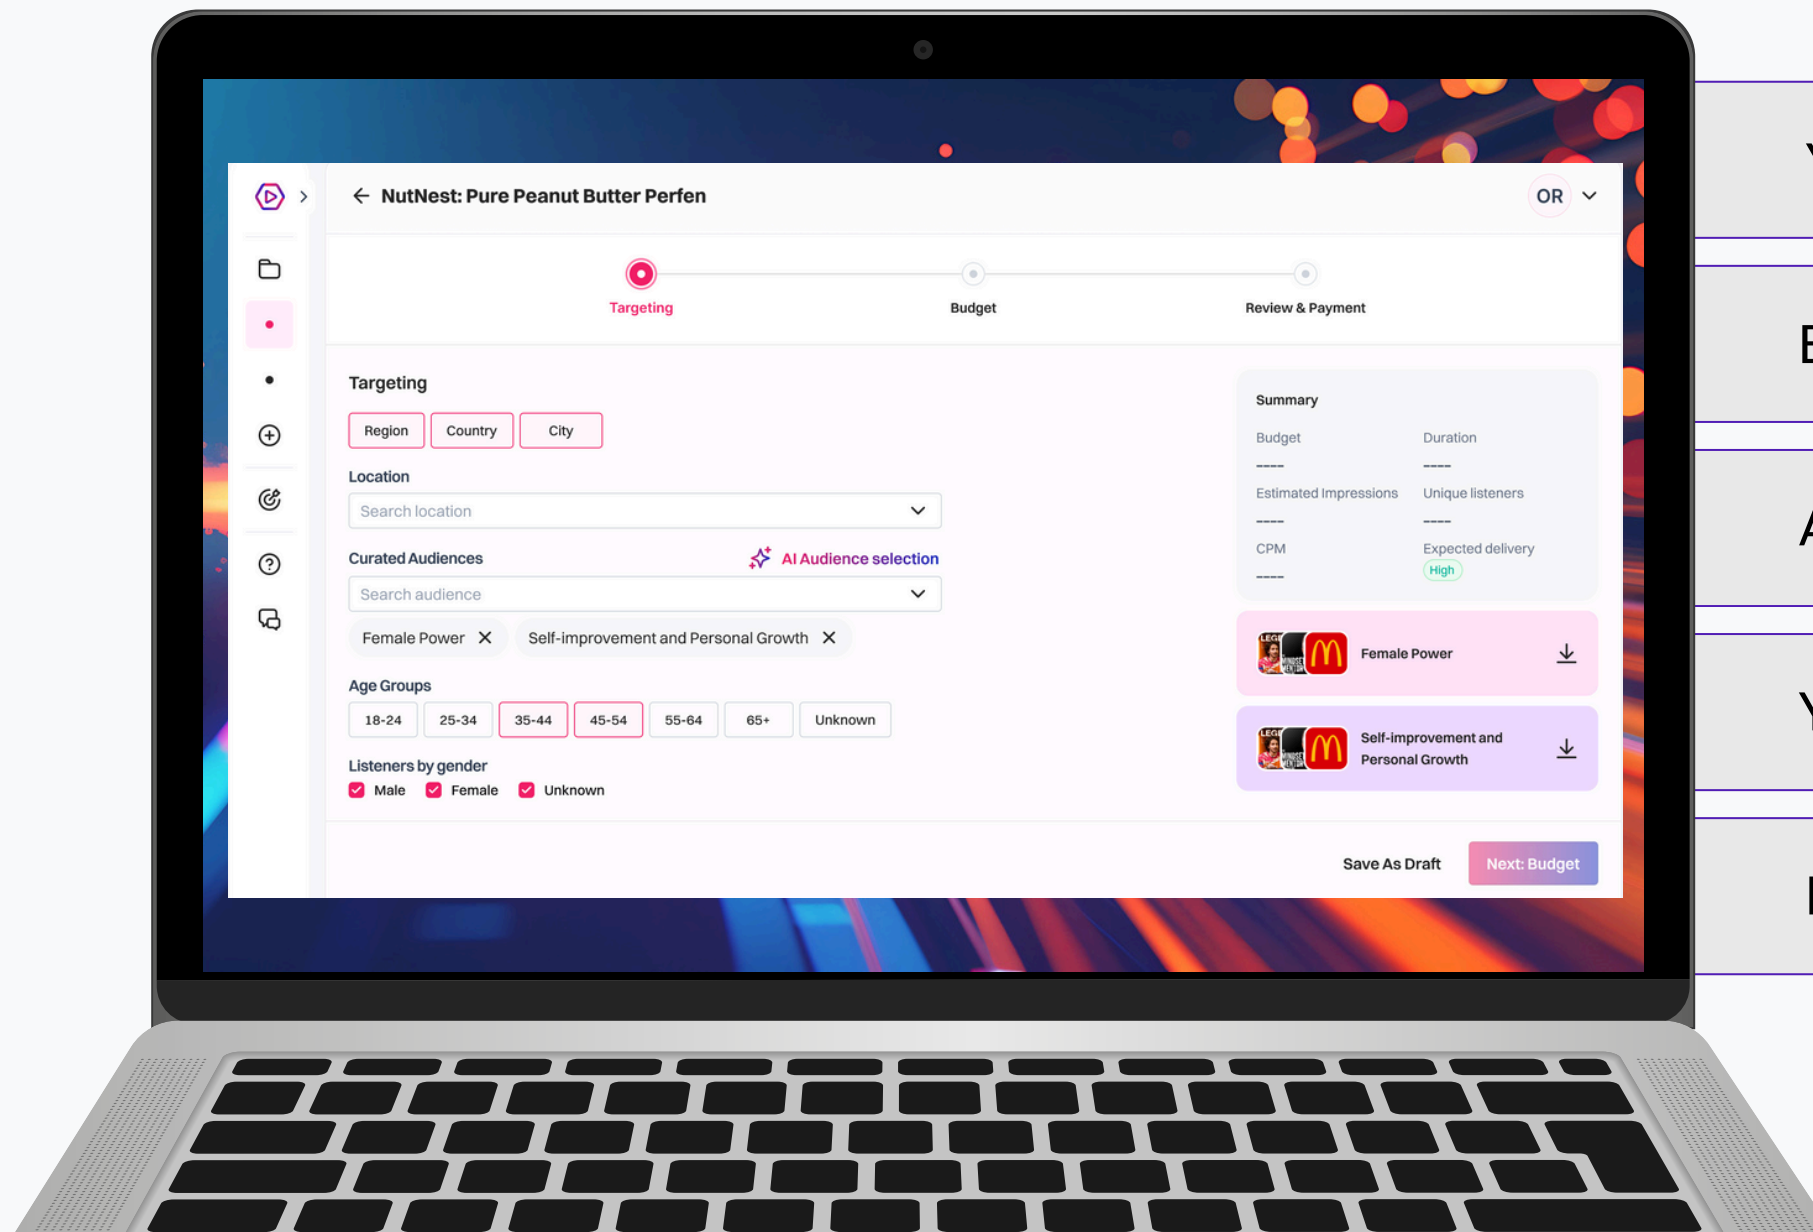 NutNest: Pure Peanut Butter Perfen
OR
Targeting
Budget
Review & Payment
Targeting
Region Country City
Location
Search location
Curated Audiences AI Audience selection
Search audience
Female Power Self-improvement and Personal Growth
Age Groups
18-24 25-34 35-44 45-54 55-64 65+ Unknown
Listeners by gender
Male Female Unknown
Summary
Budget Duration
---- ----
Estimated Impressions Unique listeners
---- ----
CPM Expected delivery
---- High
Female Power
Self-improvement and
Personal Growth
Save As Draft Next: Budget